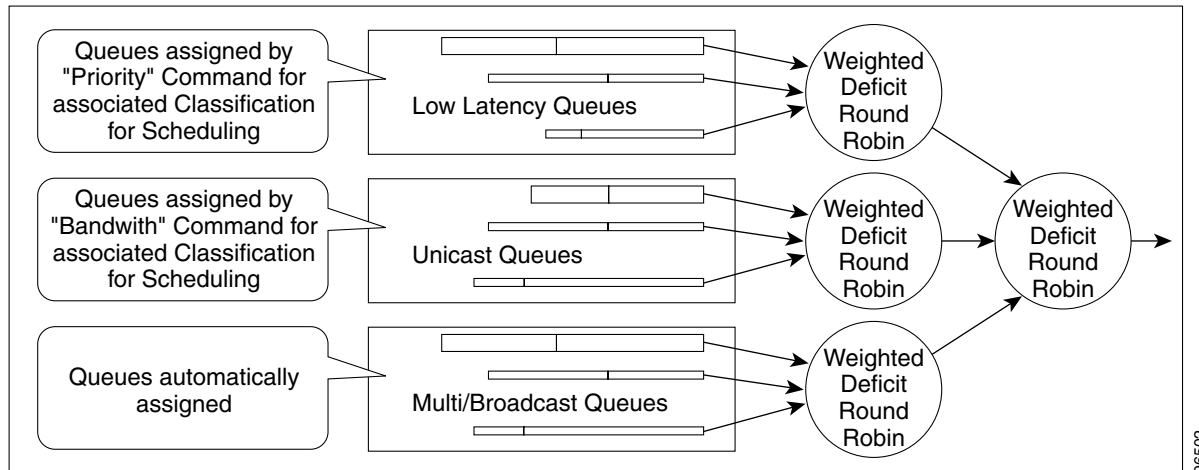 Queues assigned by
"Priority" Command for
associated Classification
for Scheduling
Low Latency Queues
Weighted
Deficit
Round
Robin
Queues assigned by
"Bandwith" Command for
associated Classification
for Scheduling
Unicast Queues
Weighted
Deficit
Round
Robin
Weighted
Deficit
Round
Robin
Queues automatically
assigned
Multi/Broadcast Queues
Weighted
Deficit
Round
Robin